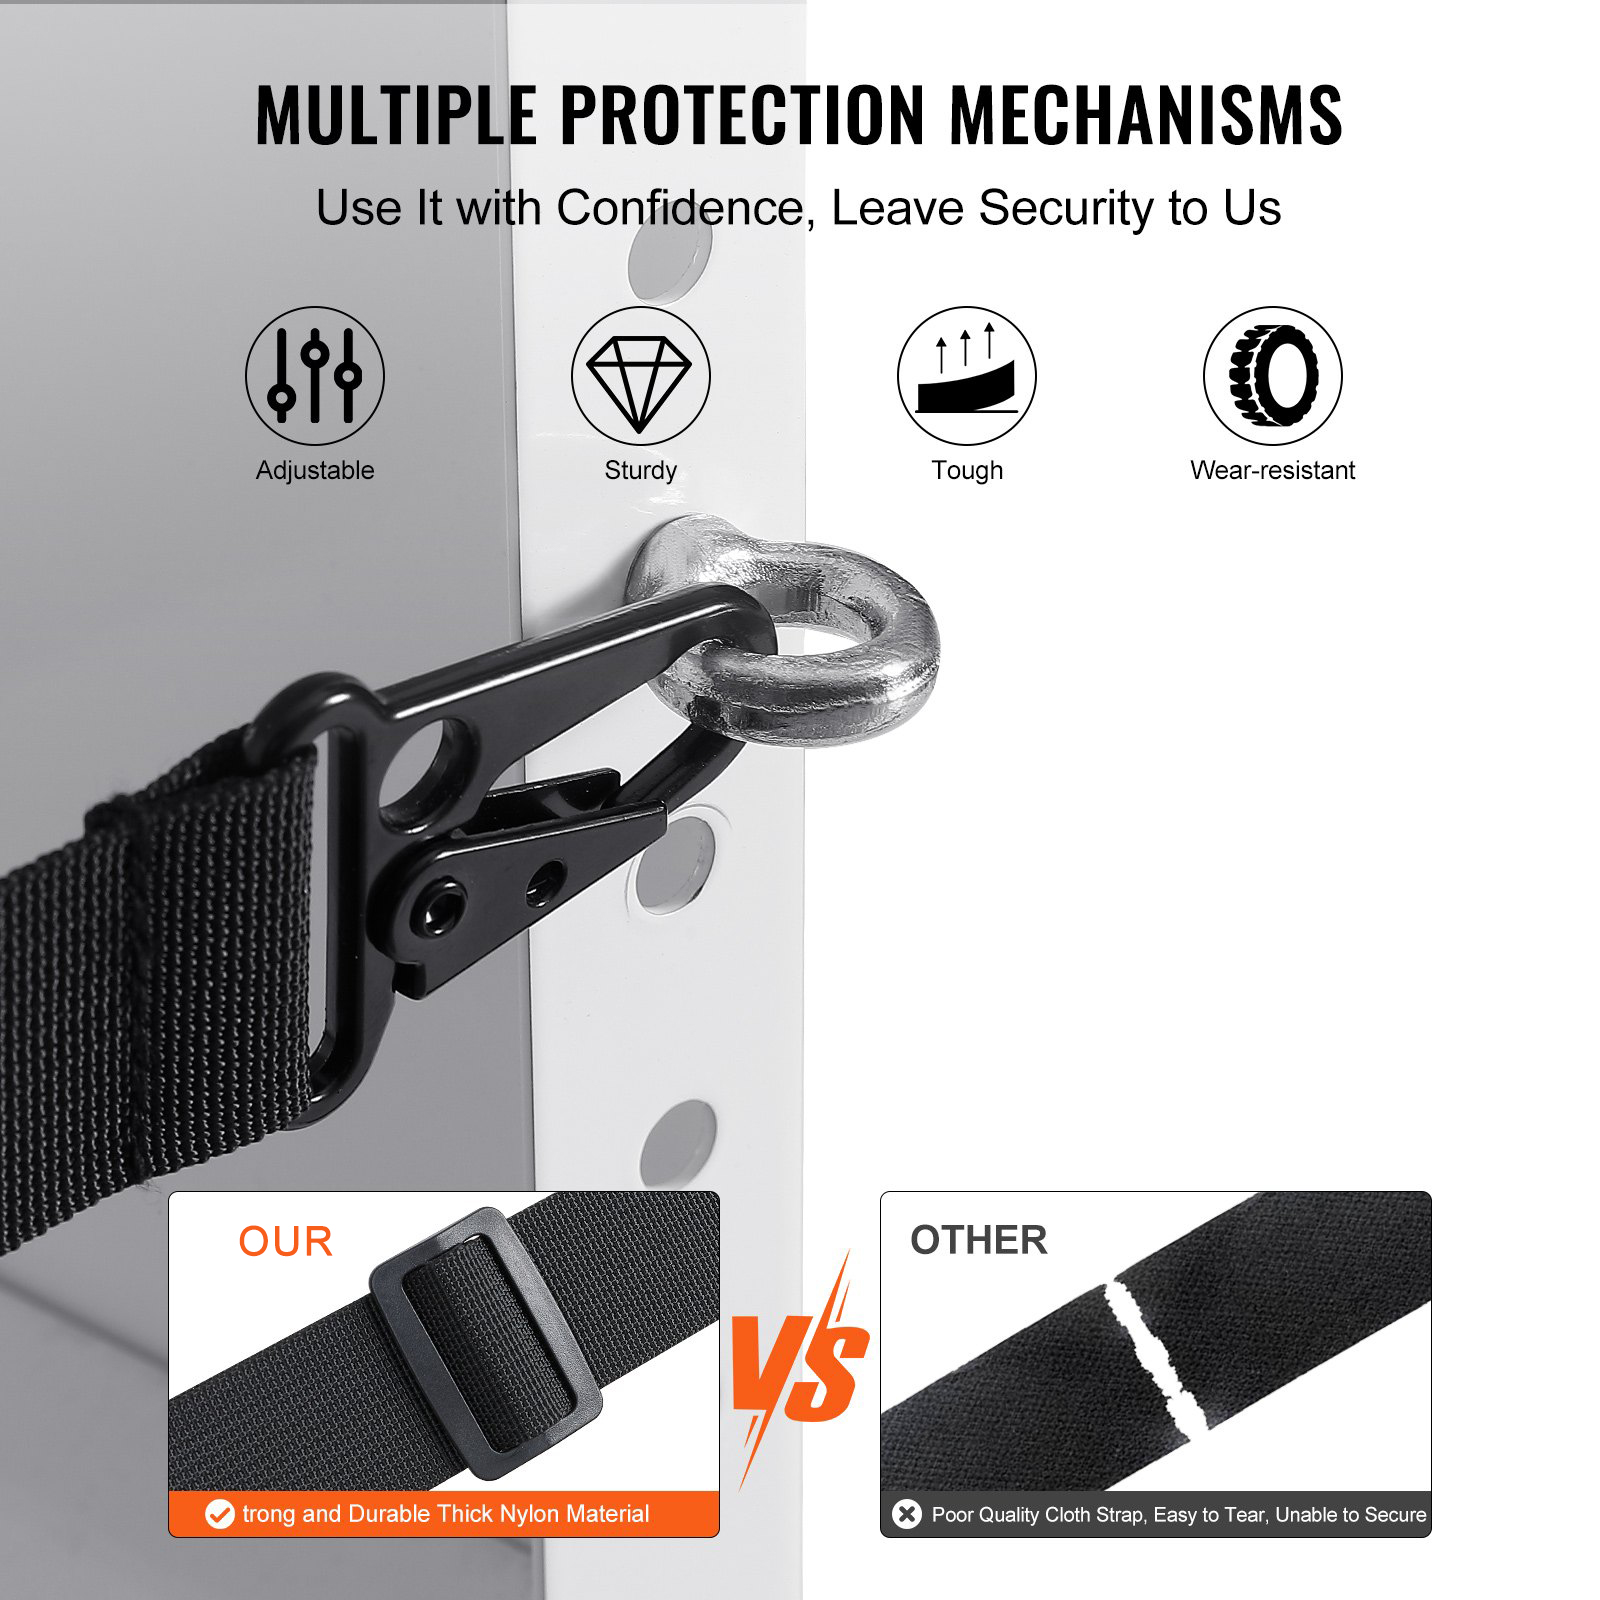 MULTIPLE PROTECTION MECHANISMS
Use It with Confidence, Leave Security to Us
Adjustable
Sturdy
Tough
Wear-resistant
OUR
VS
OTHER
trong and Durable Thick Nylon Material
Poor Quality Cloth Strap, Easy to Tear, Unable to Secure